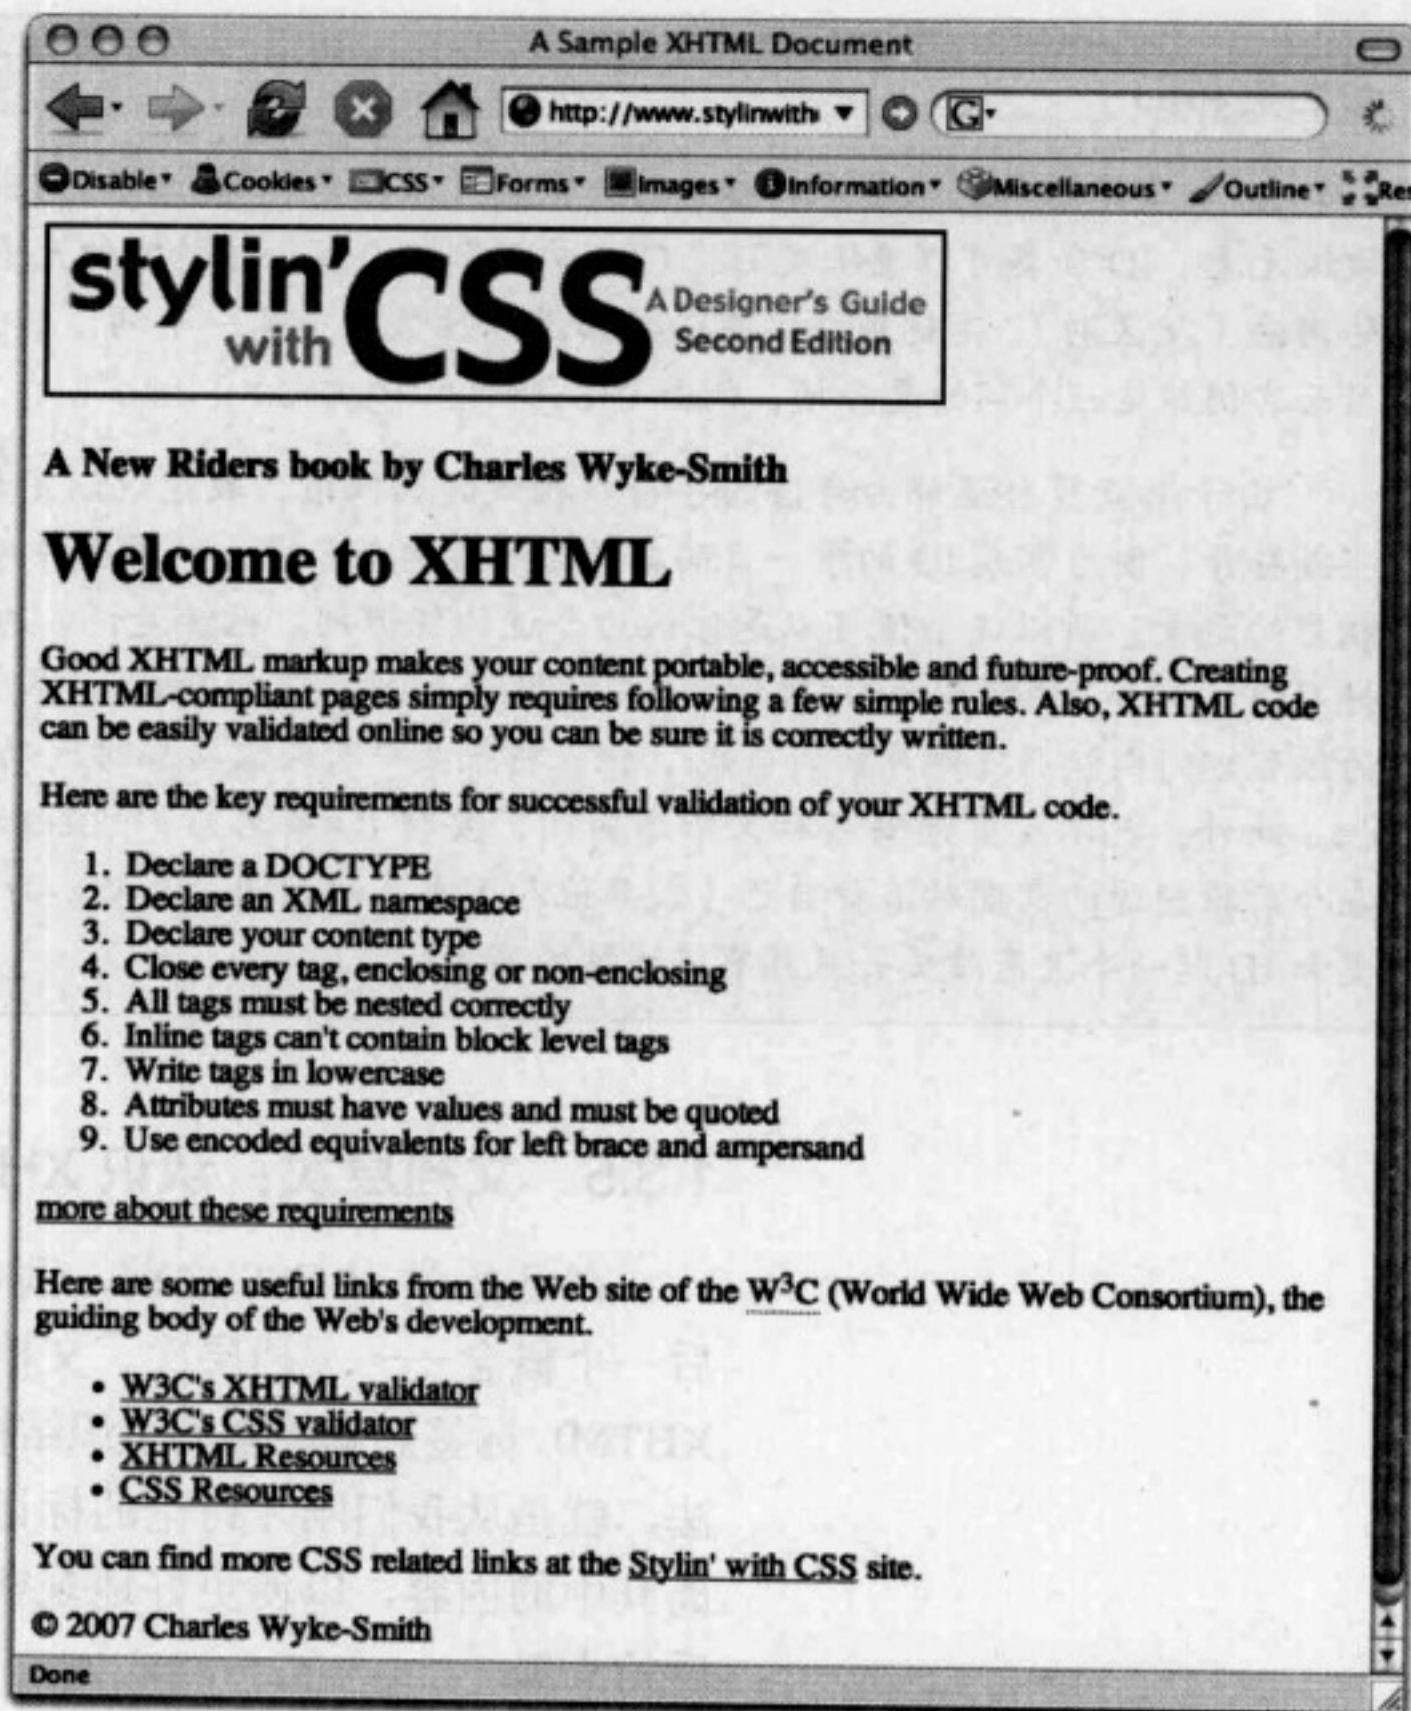 A Sample XHTML Document
http://www.stylinwith
G
Disable Cookies CSS Forms Images Information Miscellaneous Outline Res
stylin'
with
CSS
A Designer's Guide
Second Edition
A New Riders book by Charles Wyke-Smith
Welcome to XHTML
Good XHTML markup makes your content portable, accessible and future-proof. Creating
XHTML-compliant pages simply requires following a few simple rules. Also, XHTML code
can be easily validated online so you can be sure it is correctly written.
Here are the key requirements for successful validation of your XHTML code.
1. Declare a DOCTYPE
2. Declare an XML namespace
3. Declare your content type
4. Close every tag, enclosing or non-enclosing
5. All tags must be nested correctly
6. Inline tags can't contain block level tags
7. Write tags in lowercase
8. Attributes must have values and must be quoted
9. Use encoded equivalents for left brace and ampersand
more about these requirements
Here are some useful links from the Web site of the W³C (World Wide Web Consortium), the
guiding body of the Web's development.
• W3C's XHTML validator
• W3C's CSS validator
• XHTML Resources
• CSS Resources
You can find more CSS related links at the Stylin' with CSS site.
© 2007 Charles Wyke-Smith
Done